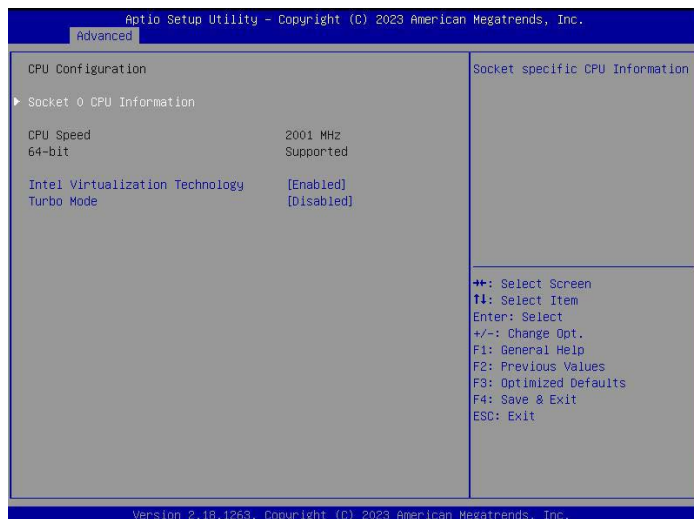 Aptio Setup Utility – Copyright (C) 2023 American Megatrends, Inc.
Advanced
CPU Configuration
Socket 0 CPU Information
CPU Speed 2001 MHz
64-bit Supported
Intel Virtualization Technology [Enabled]
Turbo Mode [Disabled]
Socket specific CPU Information
→←: Select Screen
↑↓: Select Item
Enter: Select
+/-: Change Opt.
F1: General Help
F2: Previous Values
F3: Optimized Defaults
F4: Save & Exit
ESC: Exit
Version 2.18.1263. Copyright (C) 2023 American Megatrends, Inc.